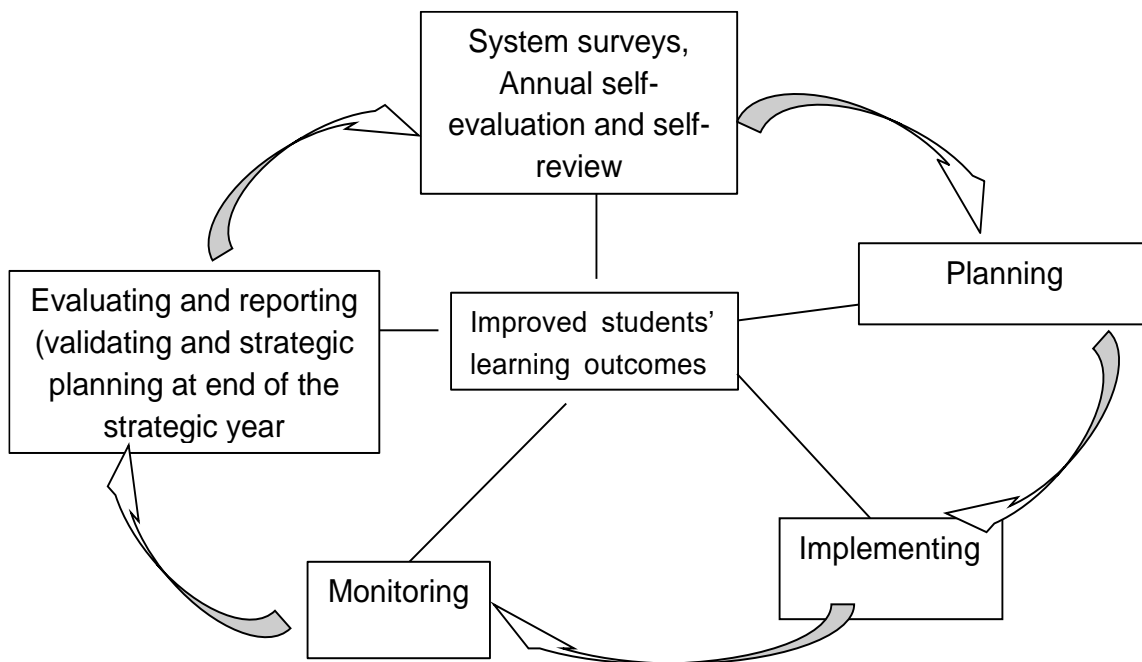 System surveys,
Annual self-
evaluation and self-
review
Planning
Evaluating and reporting
(validating and strategic
planning at end of the
strategic year
Improved students’
learning outcomes
Implementing
Monitoring